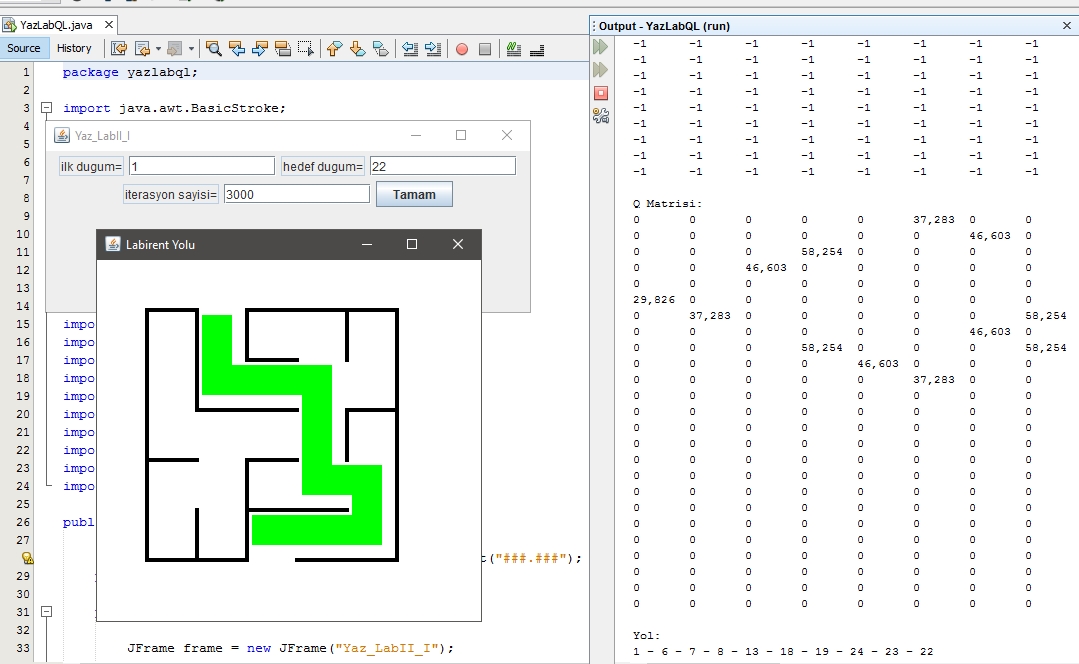 YazLabQL.java
Source History
1 package yazlabql;
2
3 import java.awt.BasicStroke;
4
5
6
7
8
9
10
11
12
13
14
15 impo
16 impo
17 impo
18 impo
19 impo
20 impo
21 impo
22 impo
23 impo
24 impo
25
26 publ
27
t("###.###");
29
30
31
32
33 JFrame frame = new JFrame("Yaz_LabII_I");
Yaz_LabII_I
ilk dugum= 1 hedef dugum= 22
iterasyon sayisi= 3000 Tamam
Labirent Yolu
Output - YazLabQL (run)
-1 -1 -1 -1 -1 -1 -1 -1
-1 -1 -1 -1 -1 -1 -1 -1
-1 -1 -1 -1 -1 -1 -1 -1
-1 -1 -1 -1 -1 -1 -1 -1
-1 -1 -1 -1 -1 -1 -1 -1
-1 -1 -1 -1 -1 -1 -1 -1
-1 -1 -1 -1 -1 -1 -1 -1
-1 -1 -1 -1 -1 -1 -1 -1
-1 -1 -1 -1 -1 -1 -1 -1
Q Matrisi:
0 0 0 0 0 37,283 0 0
0 0 0 0 0 0 46,603 0
0 0 0 58,254 0 0 0 0
0 0 46,603 0 0 0 0 0
0 0 0 0 0 0 0 0
29,826 0 0 0 0 0 0 0
0 37,283 0 0 0 0 0 58,254
0 0 0 0 0 0 46,603 0
0 0 0 58,254 0 0 0 58,254
0 0 0 0 46,603 0 0 0
0 0 0 0 0 37,283 0 0
0 0 0 0 0 0 0 0
0 0 0 0 0 0 0 0
0 0 0 0 0 0 0 0
0 0 0 0 0 0 0 0
0 0 0 0 0 0 0 0
0 0 0 0 0 0 0 0
0 0 0 0 0 0 0 0
0 0 0 0 0 0 0 0
0 0 0 0 0 0 0 0
0 0 0 0 0 0 0 0
0 0 0 0 0 0 0 0
0 0 0 0 0 0 0 0
0 0 0 0 0 0 0 0
0 0 0 0 0 0 0 0
Yol:
1 - 6 - 7 - 8 - 13 - 18 - 19 - 24 - 23 - 22